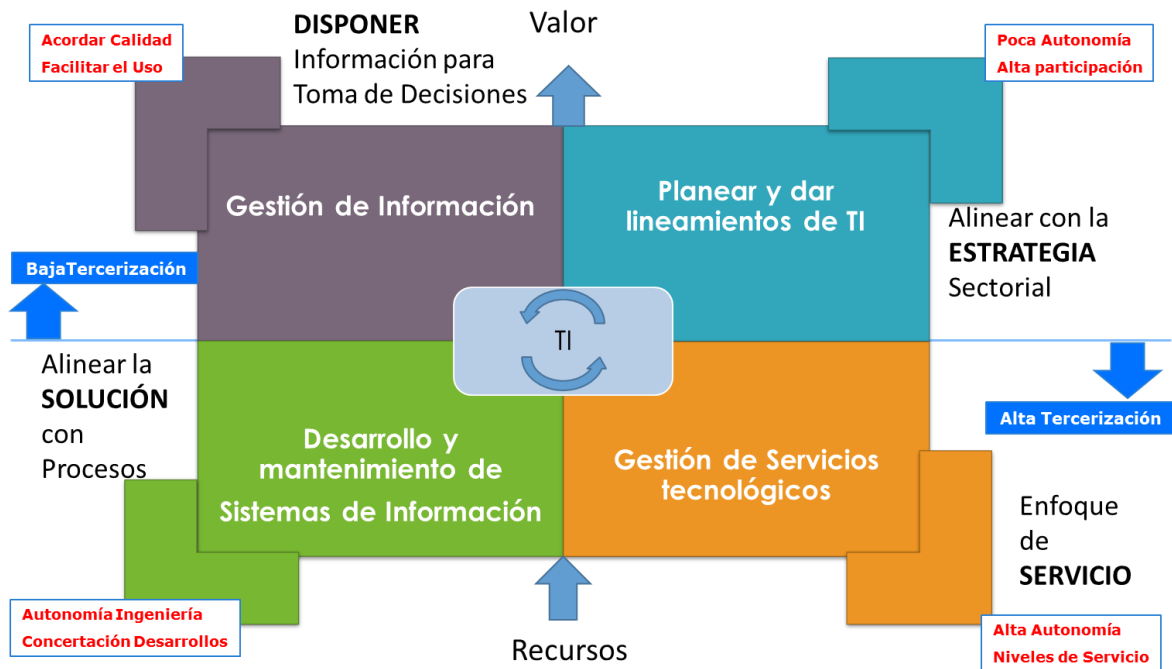 Acordar Calidad
Facilitar el Uso
DISPONER
Información para
Toma de Decisiones
Valor
Poca Autonomía
Alta participación
Gestión de Información
Planear y dar
lineamientos de TI
Alinear con la
ESTRATEGIA
Sectorial
BajaTercerización
TI
Alinear la
SOLUCIÓN
con
Procesos
Alta Tercerización
Desarrollo y
mantenimiento de
Sistemas de Información
Gestión de Servicios
tecnológicos
Enfoque
de
SERVICIO
Autonomía Ingeniería
Concertación Desarrollos
Recursos
Alta Autonomía
Niveles de Servicio